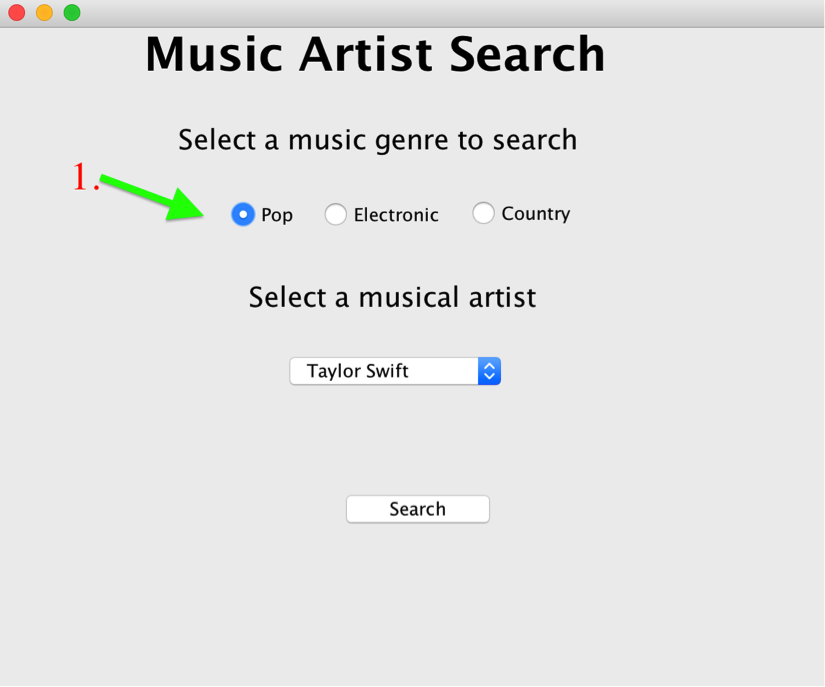 Music Artist Search
Select a music genre to search
1.
Pop Electronic Country
Select a musical artist
Taylor Swift
Search